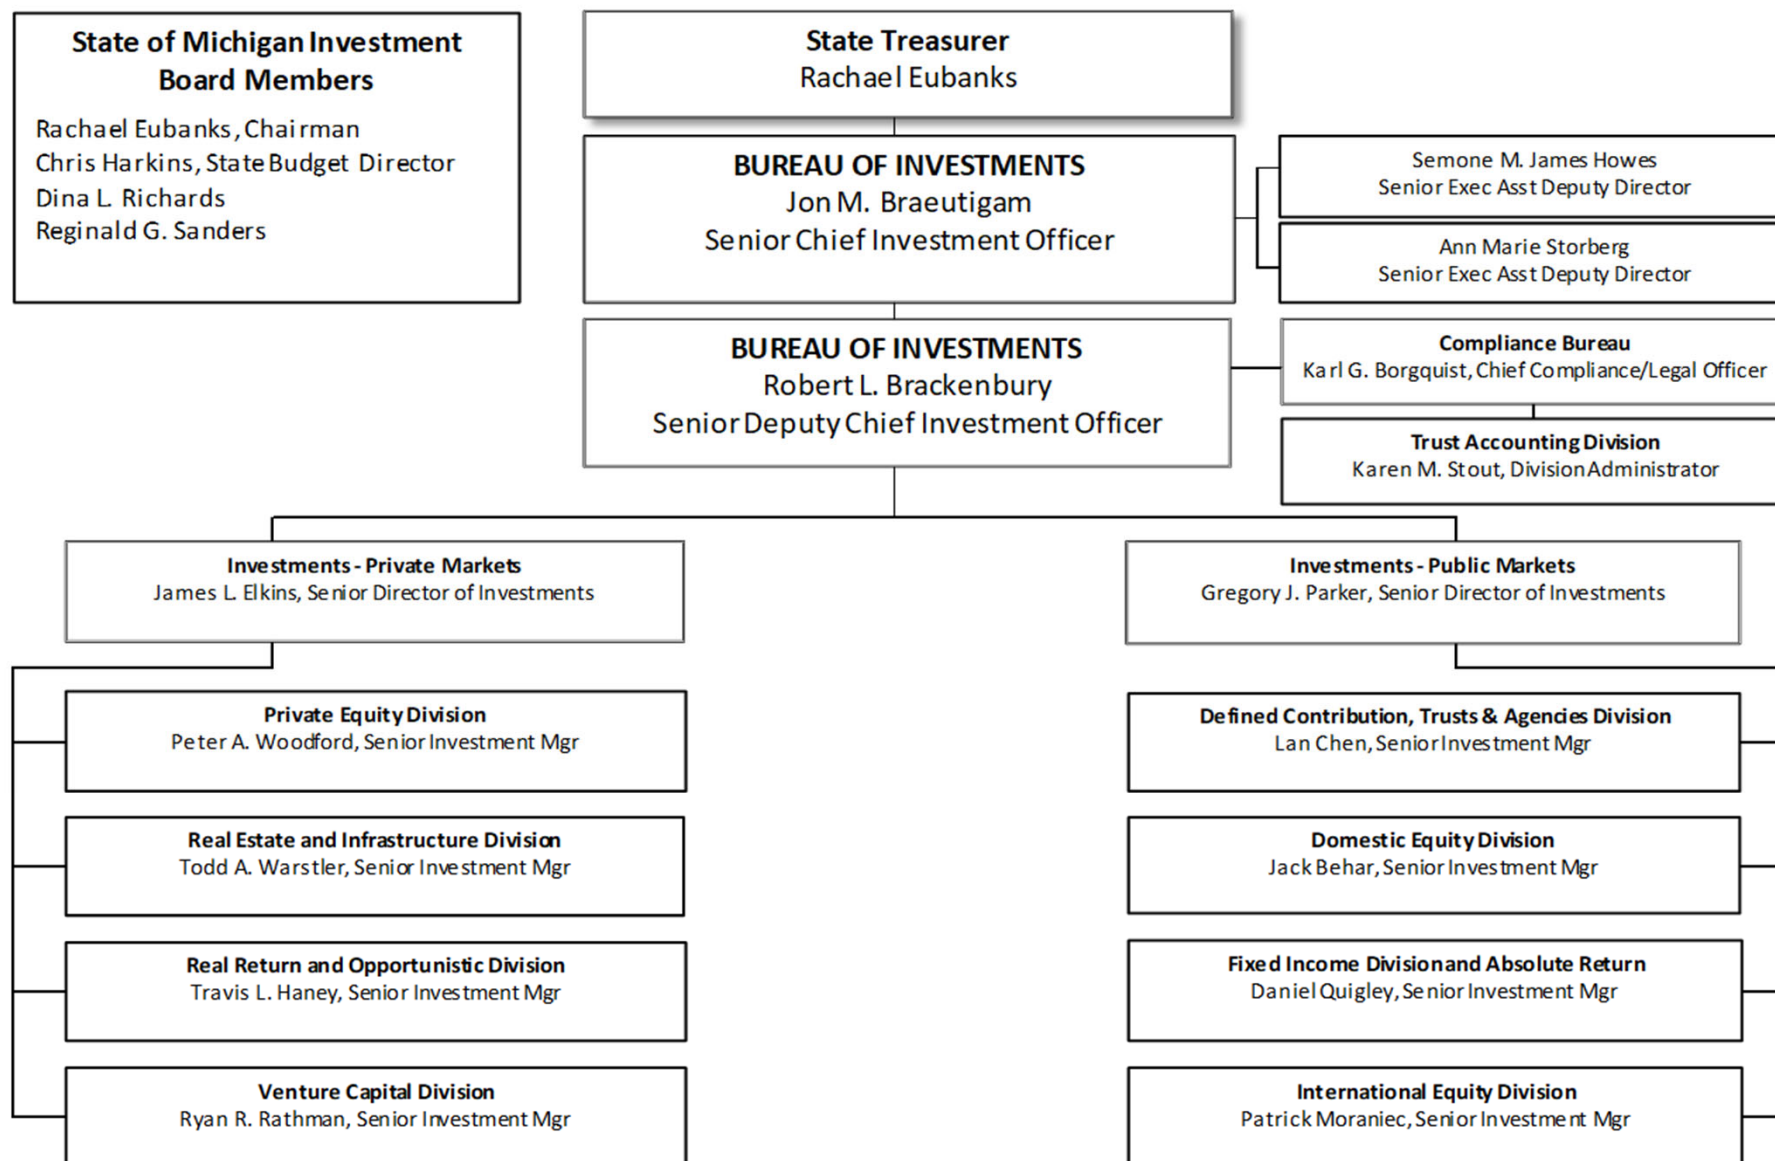 State of Michigan Investment
Board Members
Rachael Eubanks, Chairman
Chris Harkins, State Budget Director
Dina L. Richards
Reginald G. Sanders
State Treasurer
Rachael Eubanks
BUREAU OF INVESTMENTS
Jon M. Braeutigam
Senior Chief Investment Officer
Semone M. James Howes
Senior Exec Asst Deputy Director
Ann Marie Storberg
Senior Exec Asst Deputy Director
BUREAU OF INVESTMENTS
Robert L. Brackenbury
Senior Deputy Chief Investment Officer
Compliance Bureau
Karl G. Borgquist, Chief Compliance/Legal Officer
Trust Accounting Division
Karen M. Stout, Division Administrator
Investments - Private Markets
James L. Elkins, Senior Director of Investments
Investments - Public Markets
Gregory J. Parker, Senior Director of Investments
Private Equity Division
Peter A. Woodford, Senior Investment Mgr
Defined Contribution, Trusts & Agencies Division
Lan Chen, Senior Investment Mgr
Real Estate and Infrastructure Division
Todd A. Warstler, Senior Investment Mgr
Domestic Equity Division
Jack Behar, Senior Investment Mgr
Real Return and Opportunistic Division
Travis L. Haney, Senior Investment Mgr
Fixed Income Division and Absolute Return
Daniel Quigley, Senior Investment Mgr
Venture Capital Division
Ryan R. Rathman, Senior Investment Mgr
International Equity Division
Patrick Moraniec, Senior Investment Mgr